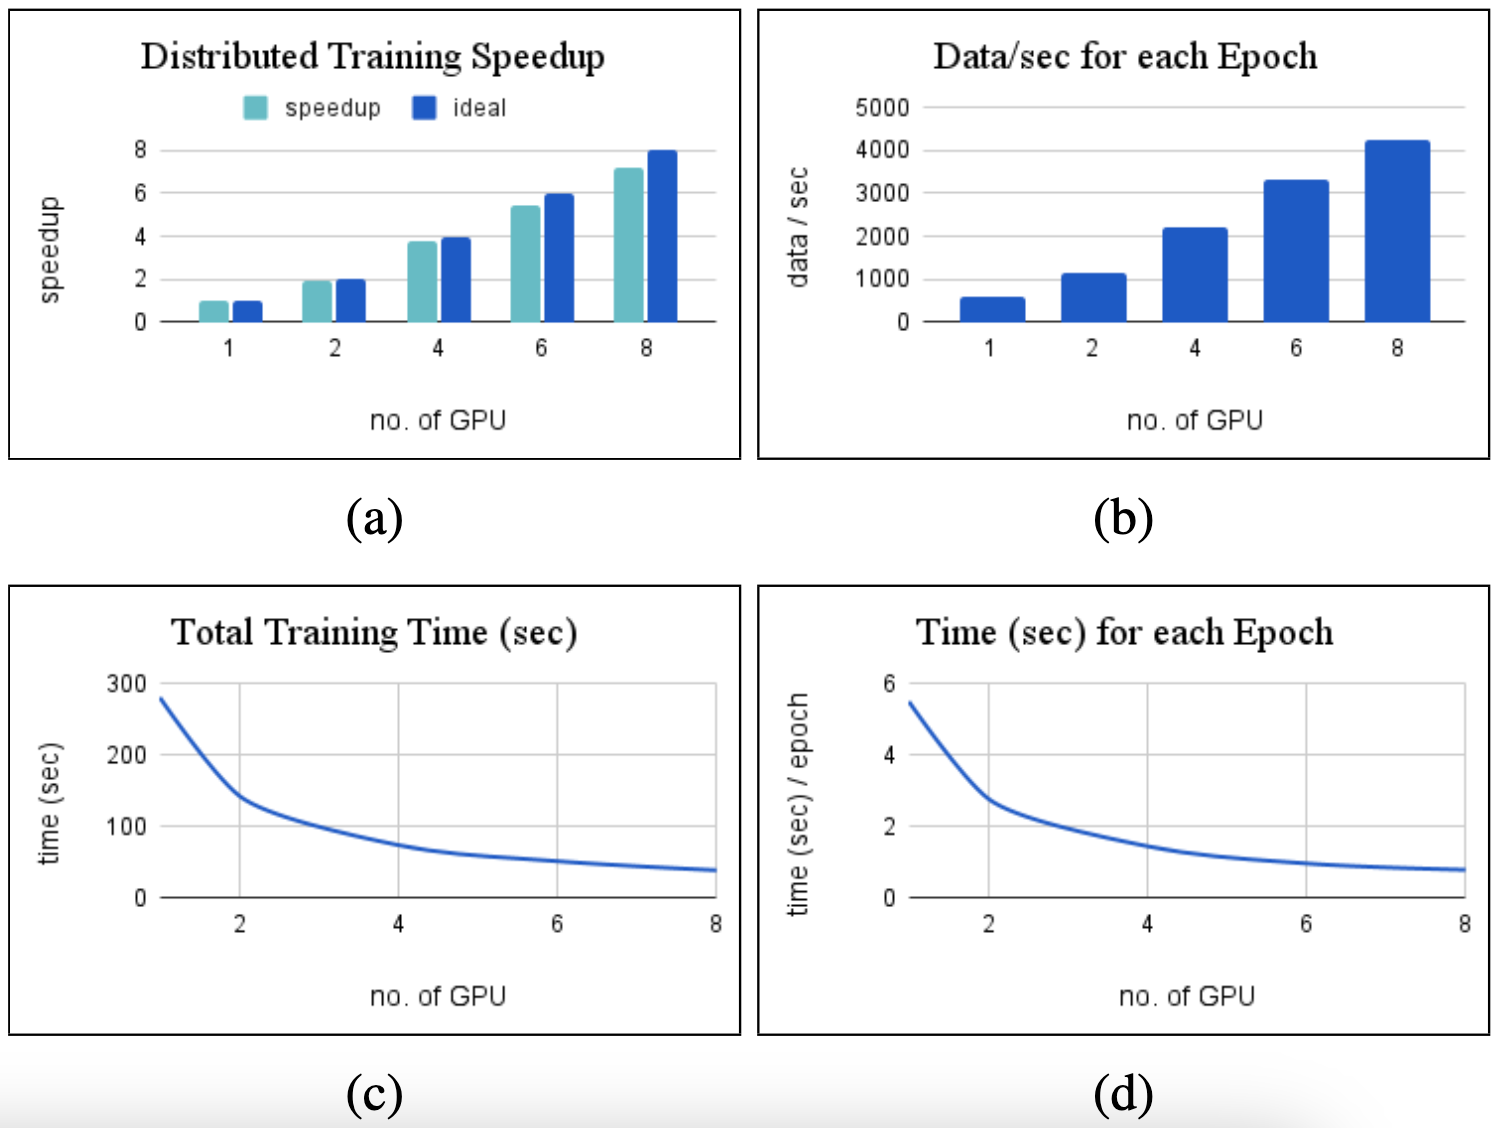 Distributed Training Speedup
speedup ideal
8
6
4
2
0
speedup
1 2 4 6 8
no. of GPU
(a)
Data/sec for each Epoch
5000
4000
3000
2000
1000
0
data / sec
1 2 4 6 8
no. of GPU
(b)
Total Training Time (sec)
300
200
100
0
time (sec)
2 4 6 8
no. of GPU
(c)
Time (sec) for each Epoch
6
4
2
0
time (sec) / epoch
2 4 6 8
no. of GPU
(d)